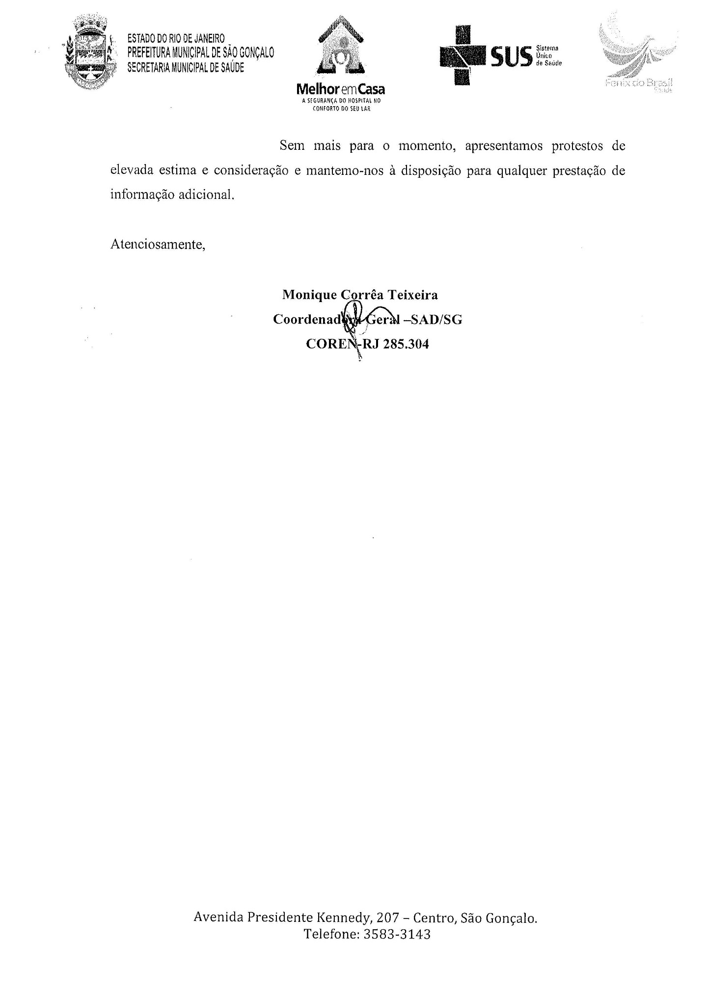 ESTADO DO RIO DE JANEIRO
PREFEITURA MUNICIPAL DE SÃO GONÇALO
SECRETARIA MUNICIPAL DE SAÚDE
Melhor em Casa
A SEGURANÇA DO HOSPITAL NO
CONFORTO DO SEU LAR
SUS
Sistema
Único
de Saúde
Fenix do Brasil
Saúde
Sem mais para o momento, apresentamos protestos de
elevada estima e consideração e mantemo-nos à disposição para qualquer prestação de
informação adicional.
Atenciosamente,
Monique Corrêa Teixeira
Coordenadora Geral –SAD/SG
COREN-RJ 285.304
Avenida Presidente Kennedy, 207 – Centro, São Gonçalo.
Telefone: 3583-3143